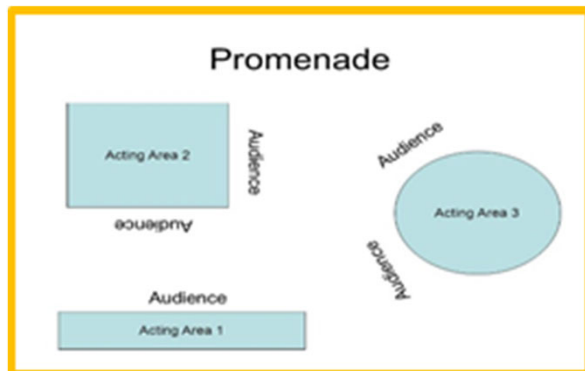 Promenade
Acting Area 2
Audience
Audience
Audience
Acting Area 3
Audience
Audience
Acting Area 1